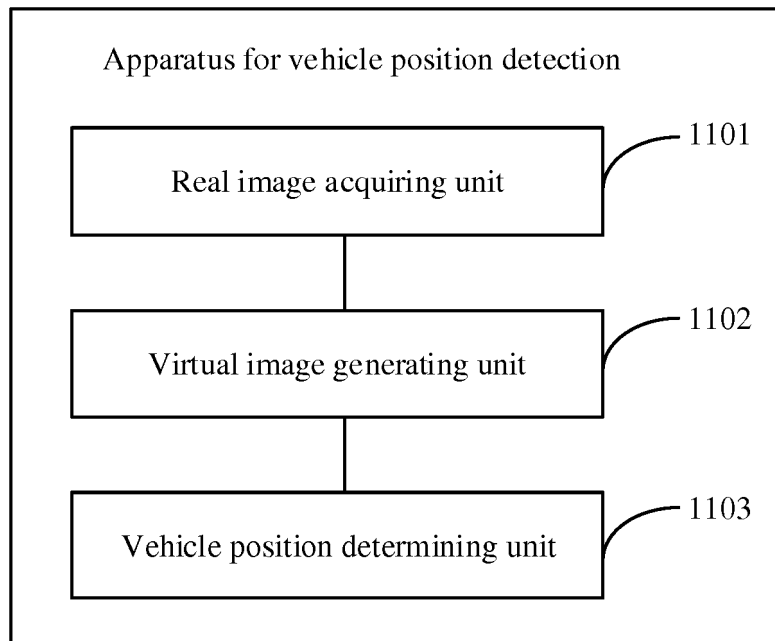 Apparatus for vehicle position detection
1101
Real image acquiring unit
1102
Virtual image generating unit
1103
Vehicle position determining unit